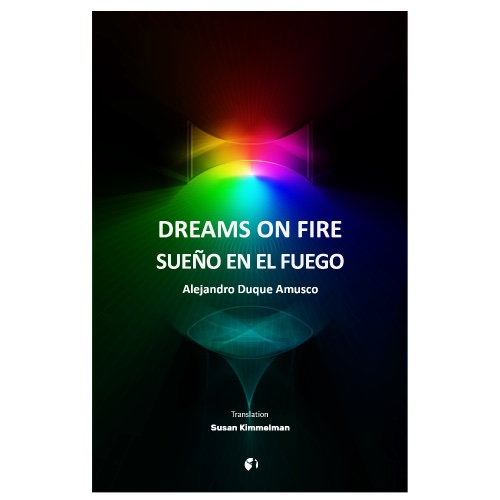 DREAMS ON FIRE
SUEÑO EN EL FUEGO
Alejandro Duque Amusco
Translation
Susan Kimmelman